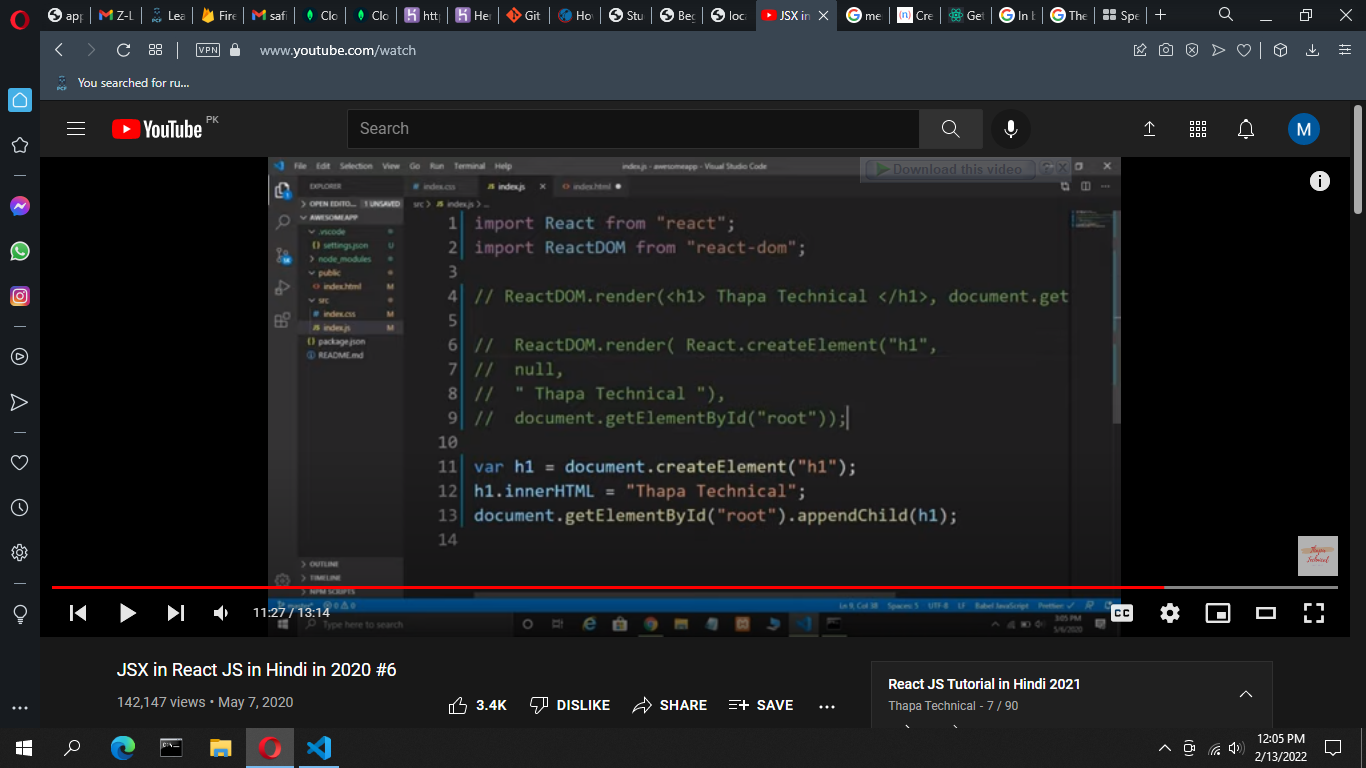 app
Z-L
Lea
Fire
safi
Clo
Clo
http
Her
Git
Ho
Stu
Beg
loca
JSX in
me
Cre
Get
In b
The
Spe
VPN
www.youtube.com/watch
You searched for ru...
YouTube PK
Search
M
File Edit Selection View Go Run Terminal Help
index.js - awesomeapp - Visual Studio Code
Download this video
EXPLORER
index.css
JS index.js
index.html
OPEN EDITO... 1 UNSAVED
src > JS index.js > ...
AWESOMEAPP
.vscode
settings.json U
node_modules
public
index.html M
src
index.css M
JS index.js M
package.json
README.md
1 import React from "react";
2 import ReactDOM from "react-dom";
3
4 // ReactDOM.render(<h1> Thapa Technical </h1>, document.get
5
6 // ReactDOM.render( React.createElement("h1",
7 // null,
8 // " Thapa Technical "),
9 // document.getElementById("root"));
10
11 var h1 = document.createElement("h1");
12 h1.innerHTML = "Thapa Technical";
13 document.getElementById("root").appendChild(h1);
14
OUTLINE
TIMELINE
NPM SCRIPTS
Thapa Technical
Ln 9, Col 38 Spaces: 5 UTF-8 LF Babel JavaScript Prettier: ✓
11:27 / 13:14
CC
Type here to search
3:05 PM
5/6/2020
JSX in React JS in Hindi in 2020 #6
142,147 views • May 7, 2020
3.4K
DISLIKE
SHARE
SAVE
React JS Tutorial in Hindi 2021
Thapa Technical - 7 / 90
12:05 PM
2/13/2022